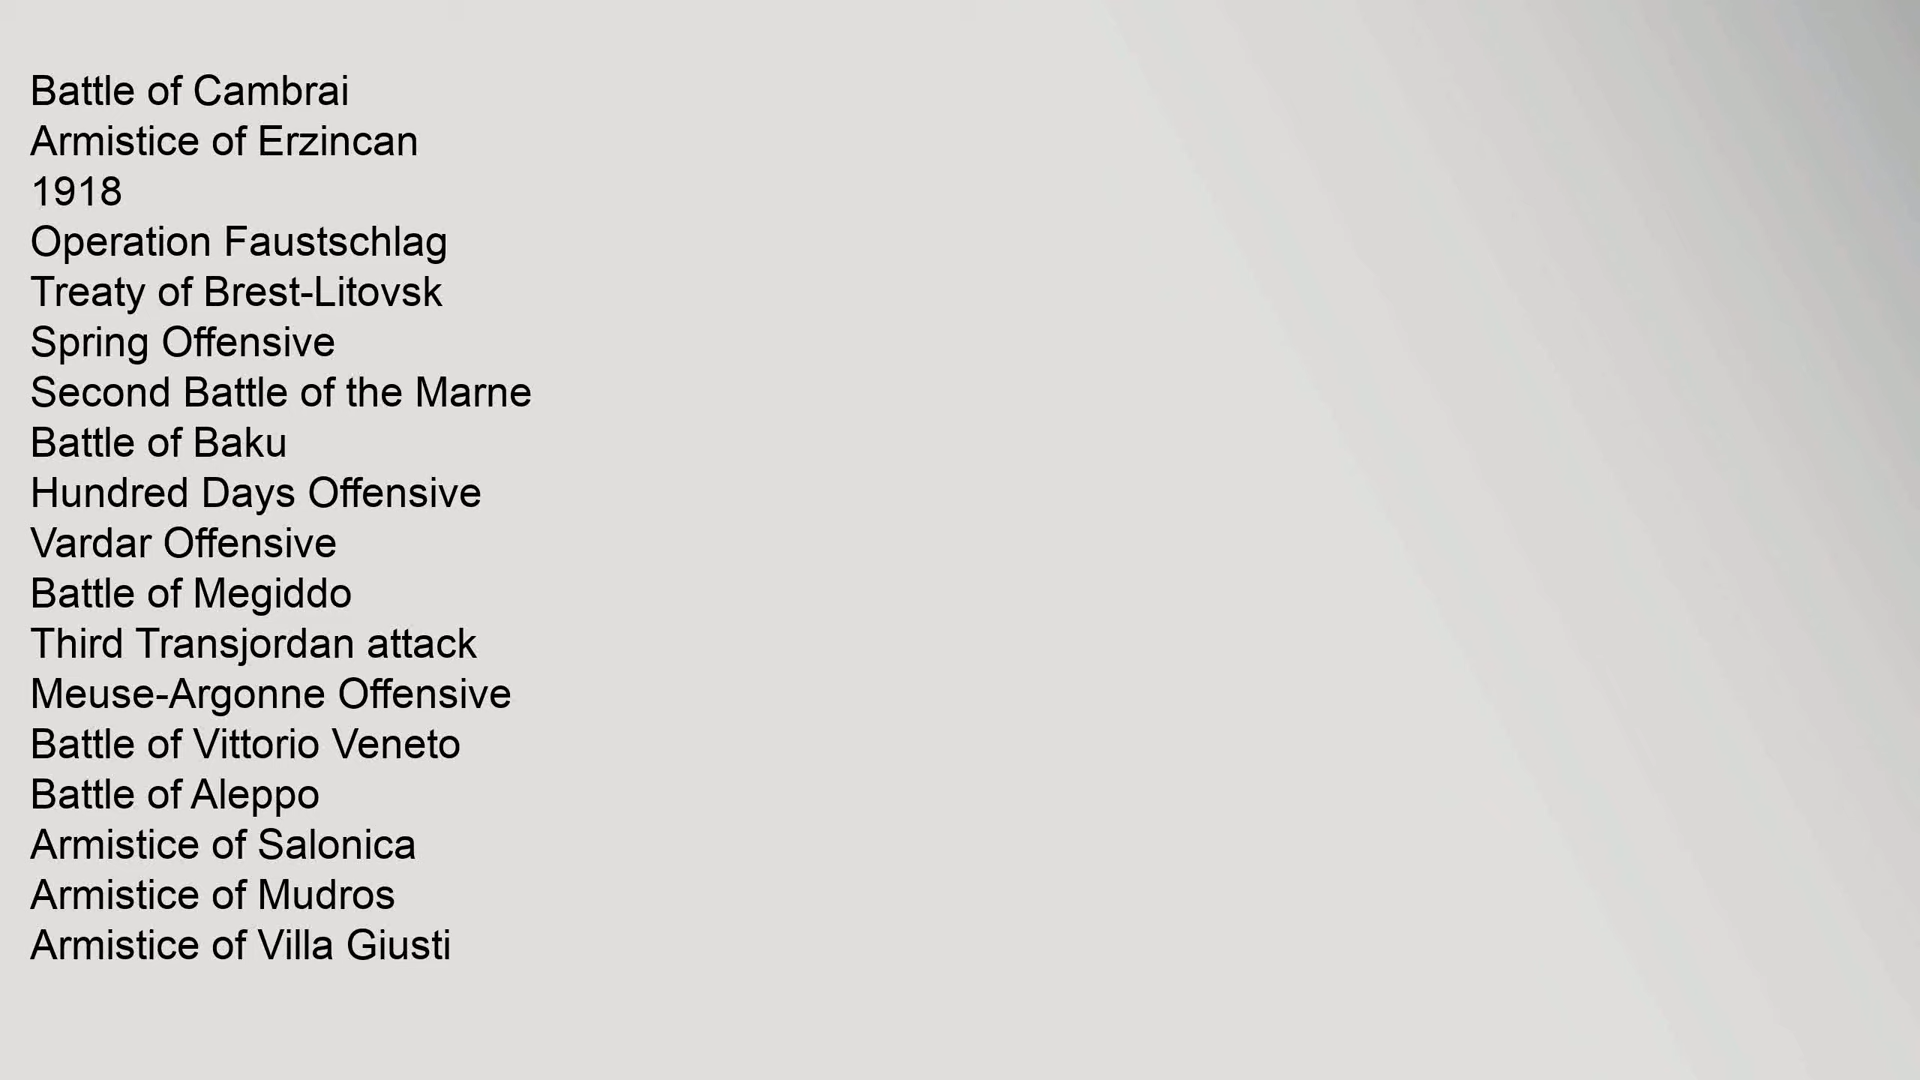 Battle of Cambrai
Armistice of Erzincan
1918
Operation Faustschlag
Treaty of Brest-Litovsk
Spring Offensive
Second Battle of the Marne
Battle of Baku
Hundred Days Offensive
Vardar Offensive
Battle of Megiddo
Third Transjordan attack
Meuse-Argonne Offensive
Battle of Vittorio Veneto
Battle of Aleppo
Armistice of Salonica
Armistice of Mudros
Armistice of Villa Giusti